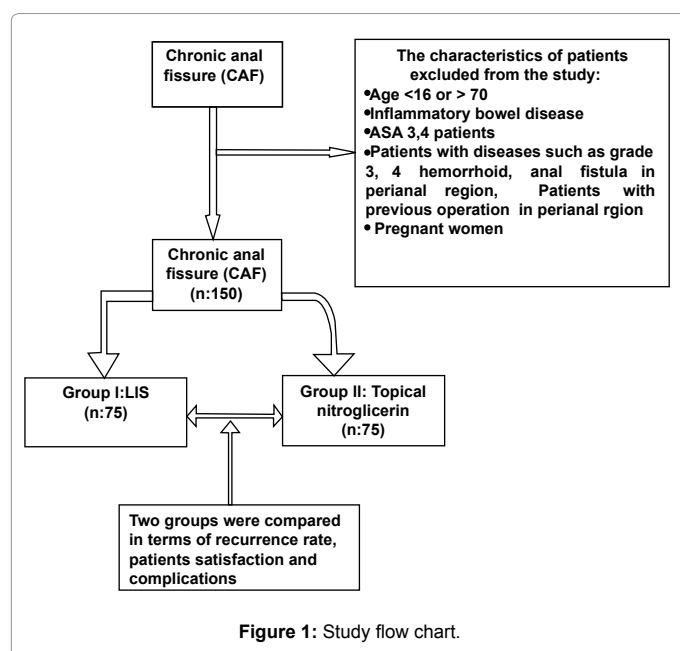 Chronic anal
fissure (CAF)
The characteristics of patients
excluded from the study:
•Age <16 or > 70
•Inflammatory bowel disease
•ASA 3,4 patients
•Patients with diseases such as grade
3, 4 hemorrhoid, anal fistula in
perianal region, Patients with
previous operation in perianal rgion
• Pregnant women
Chronic anal
fissure (CAF)
(n:150)
Group I:LIS
(n:75)
Group II: Topical
nitroglicerin
(n:75)
Two groups were compared
in terms of recurrence rate,
patients satisfaction and
complications
Figure 1: Study flow chart.